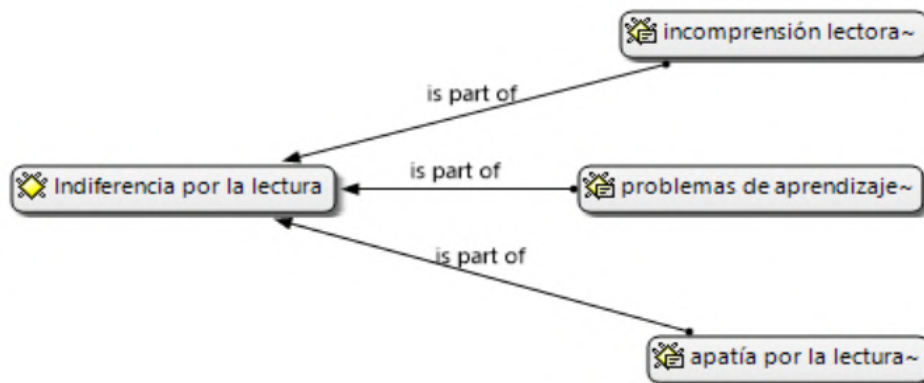 incomprensión lectora~
is part of
Indiferencia por la lectura
is part of
problemas de aprendizaje~
is part of
apatía por la lectura~